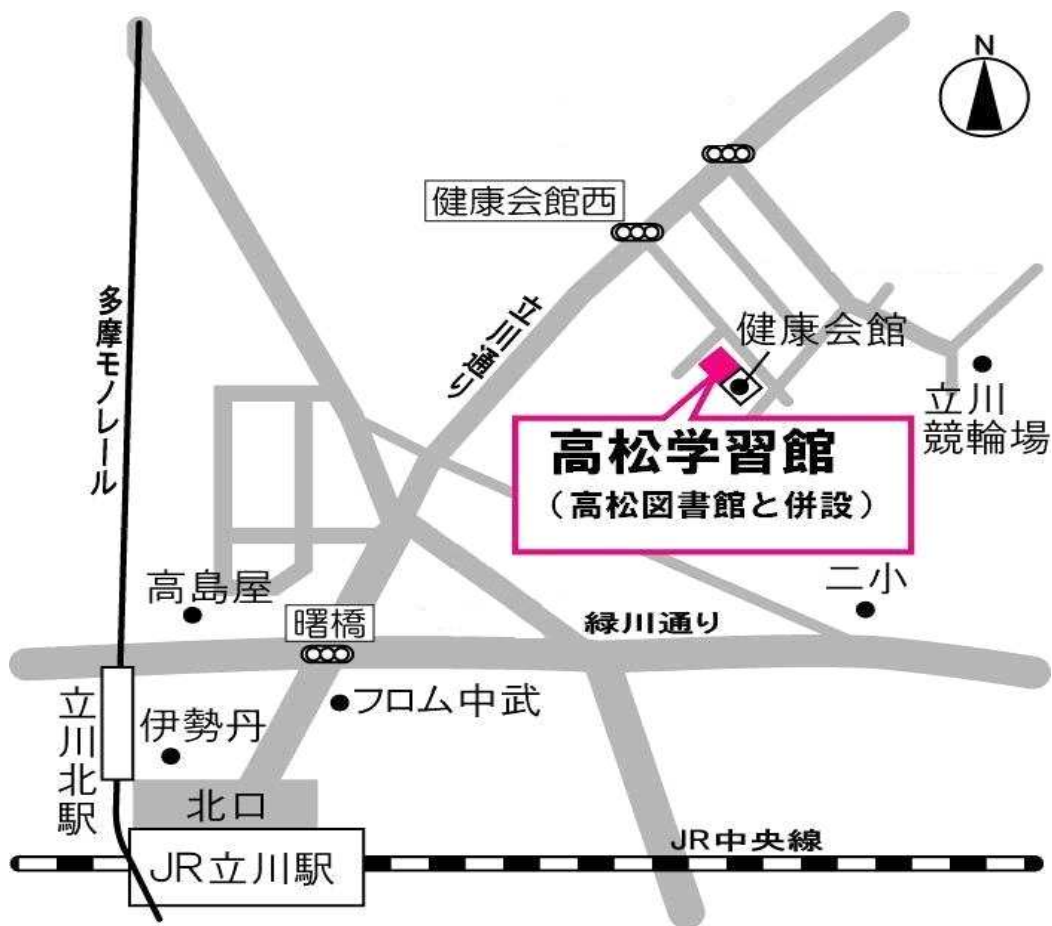 N
健康会館西
多摩モノレール
立川通り
健康会館
立川
競輪場
高松学習館
（高松図書館と併設）
高島屋
二小
曙橋
緑川通り
立川北駅
伊勢丹
フロム中武
北口
JR中央線
JR立川駅